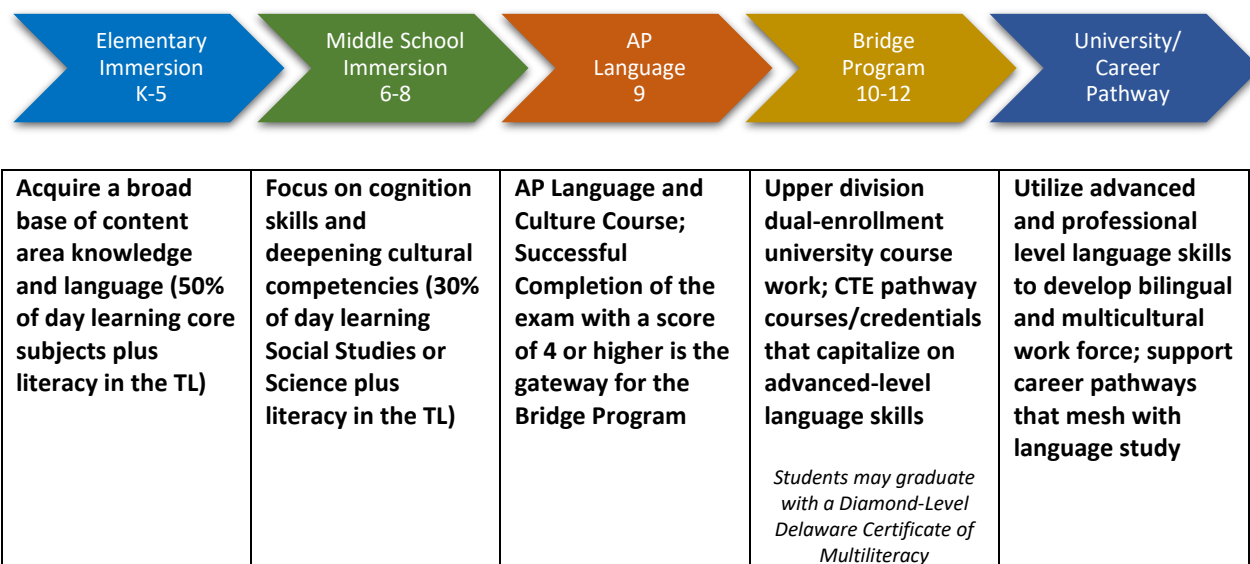 Elementary
Immersion
K-5
Middle School
Immersion
6-8
AP
Language
9
Bridge
Program
10-12
University/
Career
Pathway
Acquire a broad
base of content
area knowledge
and language (50%
of day learning core
subjects plus
literacy in the TL)
Focus on cognition
skills and
deepening cultural
competencies (30%
of day learning
Social Studies or
Science plus
literacy in the TL)
AP Language and
Culture Course;
Successful
Completion of the
exam with a score
of 4 or higher is the
gateway for the
Bridge Program
Upper division
dual-enrollment
university course
work; CTE pathway
courses/credentials
that capitalize on
advanced-level
language skills
Students may graduate
with a Diamond-Level
Delaware Certificate of
Multiliteracy
Utilize advanced
and professional
level language skills
to develop bilingual
and multicultural
work force; support
career pathways
that mesh with
language study